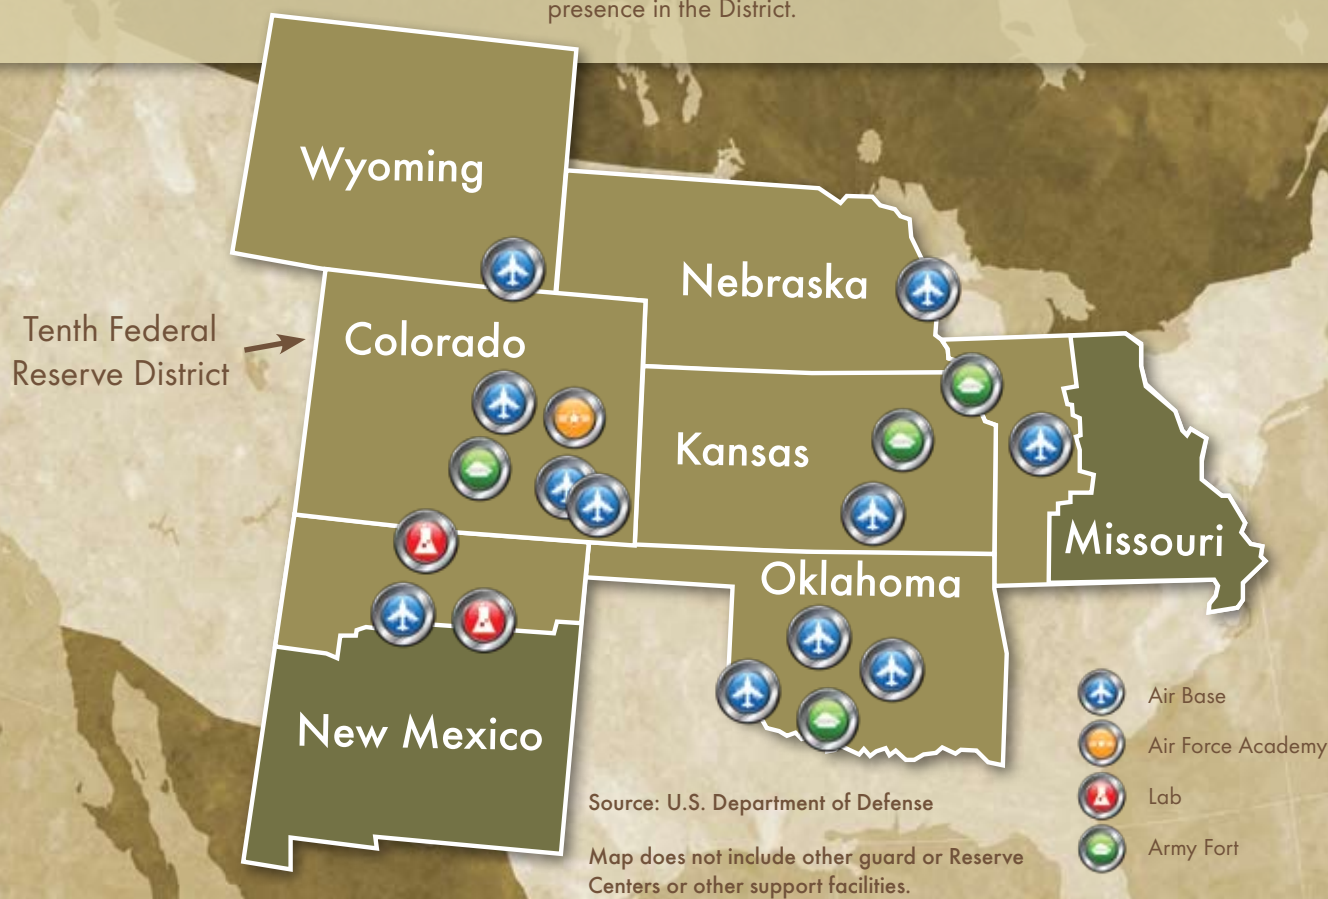 presence in the District.
Wyoming
Nebraska
Tenth Federal
Reserve District
Colorado
Kansas
Missouri
Oklahoma
New Mexico
Air Base
Air Force Academy
Lab
Army Fort
Source: U.S. Department of Defense
Map does not include other guard or Reserve
Centers or other support facilities.